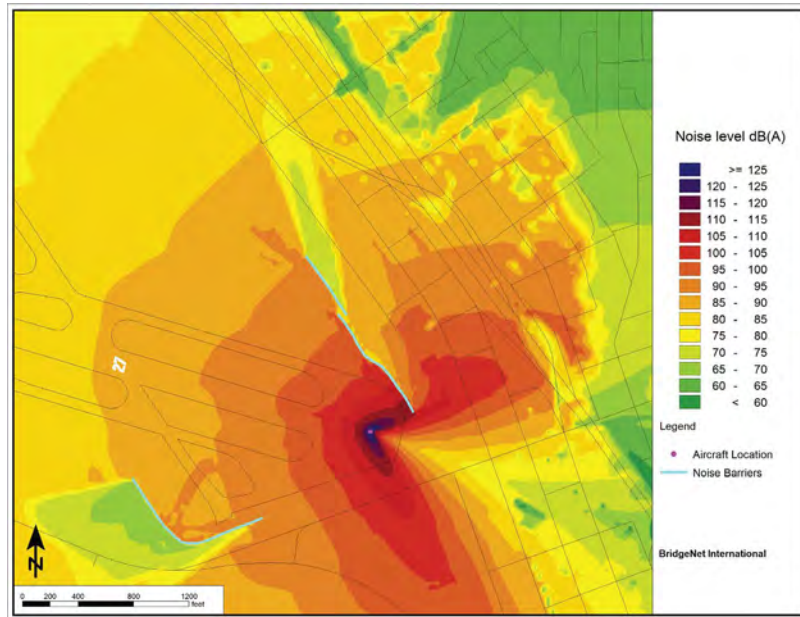 27
Noise level dB(A)
>= 125
120 - 125
115 - 120
110 - 115
105 - 110
100 - 105
95 - 100
90 - 95
85 - 90
80 - 85
75 - 80
70 - 75
65 - 70
60 - 65
< 60
Legend
Aircraft Location
Noise Barriers
BridgeNet International
N
0 200 400 800 1200
feet